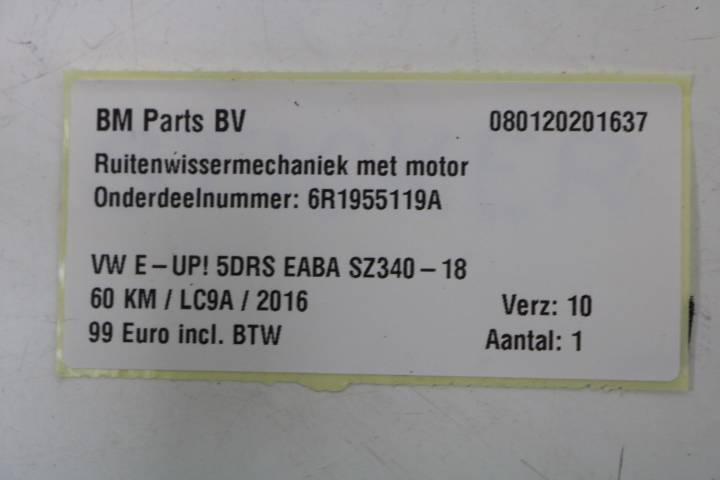 BM Parts BV 080120201637
Ruitenwissermechaniek met motor
Onderdeelnummer: 6R1955119A
VW E-UP! 5DRS EABA SZ340-18
60 KM / LC9A / 2016 Verz: 10
99 Euro incl. BTW Aantal: 1